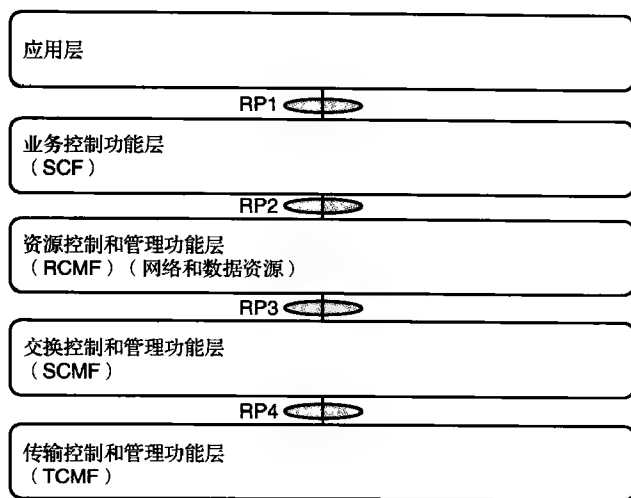 应用层
RP1
业务控制功能层
（SCF）
RP2
资源控制和管理功能层
（RCMF）（网络和数据资源）
RP3
交换控制和管理功能层
（SCMF）
RP4
传输控制和管理功能层
（TCMF）